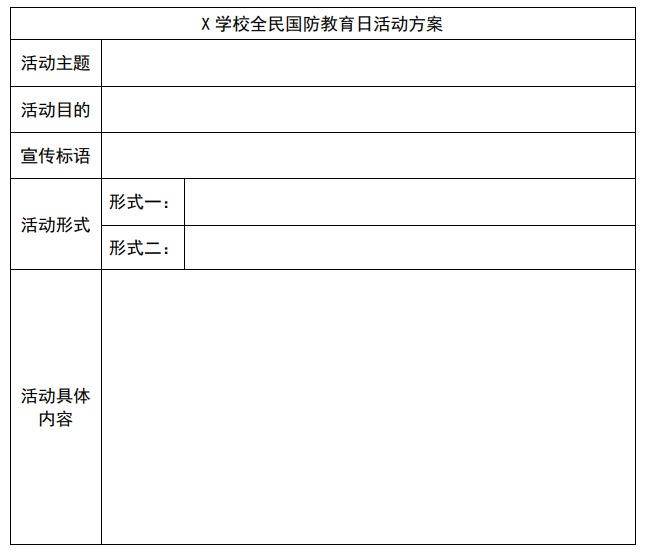 X 学校全民国防教育日活动方案
活动主题
活动目的
宣传标语
活动形式
形式一：
形式二：
活动具体
内容